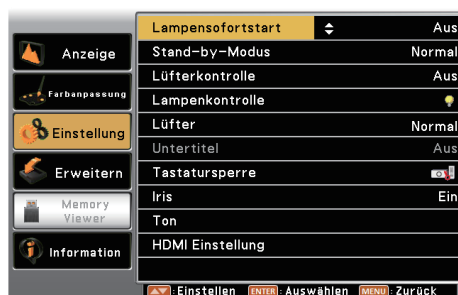 Anzeige
Farbanpassung
Einstellung
Erweitern
Memory
Viewer
Information
Lampensofortstart Aus
Stand-by-Modus Normal
Lüfterkontrolle Aus
Lampenkontrolle
Lüfter Normal
Untertitel Aus
Tastatursperre
Iris Ein
Ton
HDMI Einstellung
:Einstellen ENTER:Auswählen MENU:Zurück